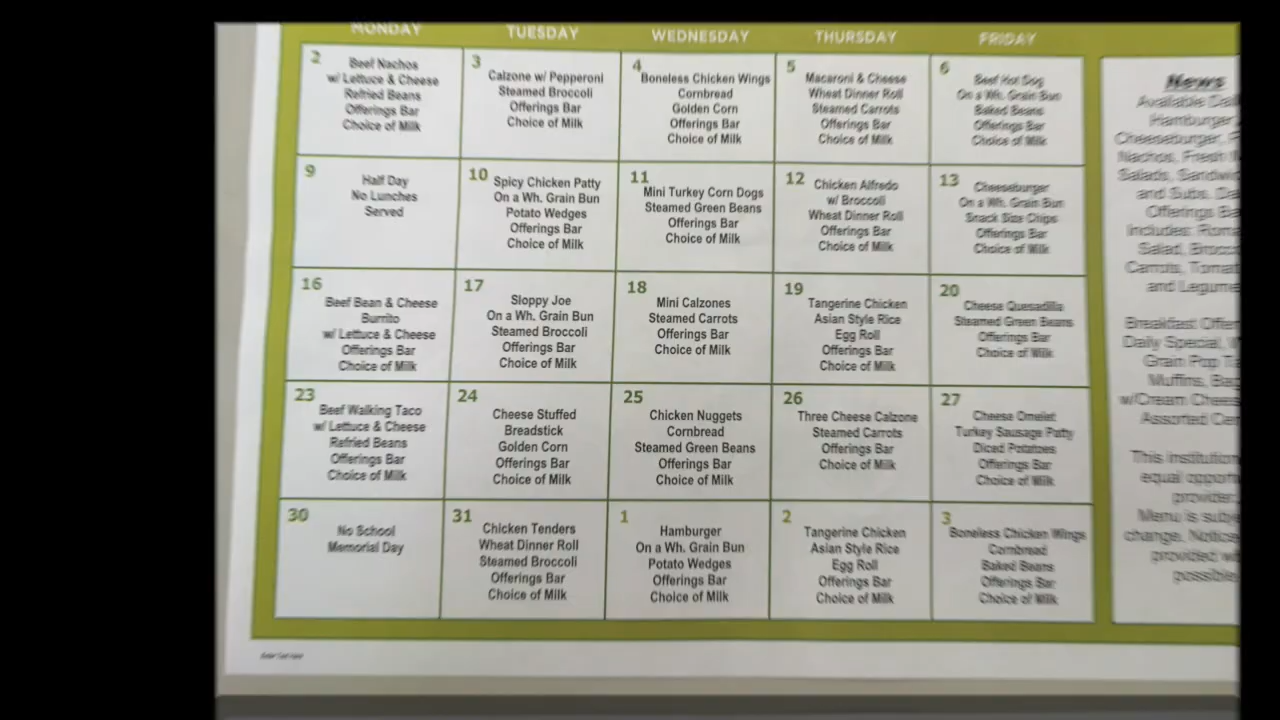 MONDAY
TUESDAY
WEDNESDAY
THURSDAY
FRIDAY
2
Beef Nachos
w/ Lettuce & Cheese
Refried Beans
Offerings Bar
Choice of Milk
3
Calzone w/ Pepperoni
Steamed Broccoli
Offerings Bar
Choice of Milk
4
Boneless Chicken Wings
Cornbread
Golden Corn
Offerings Bar
Choice of Milk
5
Macaroni & Cheese
Wheat Dinner Roll
Steamed Carrots
Offerings Bar
Choice of Milk
6
Beef Hot Dog
On a Wh. Grain Bun
Baked Beans
Offerings Bar
Choice of Milk
9
Half Day
No Lunches
Served
10
Spicy Chicken Patty
On a Wh. Grain Bun
Potato Wedges
Offerings Bar
Choice of Milk
11
Mini Turkey Corn Dogs
Steamed Green Beans
Offerings Bar
Choice of Milk
12
Chicken Alfredo
w/ Broccoli
Wheat Dinner Roll
Offerings Bar
Choice of Milk
13
Cheeseburger
On a Wh. Grain Bun
Snack Size Chips
Offerings Bar
Choice of Milk
16
Beef Bean & Cheese
Burrito
w/ Lettuce & Cheese
Offerings Bar
Choice of Milk
17
Sloppy Joe
On a Wh. Grain Bun
Steamed Broccoli
Offerings Bar
Choice of Milk
18
Mini Calzones
Steamed Carrots
Offerings Bar
Choice of Milk
19
Tangerine Chicken
Asian Style Rice
Egg Roll
Offerings Bar
Choice of Milk
20
Cheese Quesadilla
Steamed Green Beans
Offerings Bar
Choice of Milk
23
Beef Walking Taco
w/ Lettuce & Cheese
Refried Beans
Offerings Bar
Choice of Milk
24
Cheese Stuffed
Breadstick
Golden Corn
Offerings Bar
Choice of Milk
25
Chicken Nuggets
Cornbread
Steamed Green Beans
Offerings Bar
Choice of Milk
26
Three Cheese Calzone
Steamed Carrots
Offerings Bar
Choice of Milk
27
Cheese Omelet
Turkey Sausage Patty
Diced Potatoes
Offerings Bar
Choice of Milk
30
No School
Memorial Day
31
Chicken Tenders
Wheat Dinner Roll
Steamed Broccoli
Offerings Bar
Choice of Milk
1
Hamburger
On a Wh. Grain Bun
Potato Wedges
Offerings Bar
Choice of Milk
2
Tangerine Chicken
Asian Style Rice
Egg Roll
Offerings Bar
Choice of Milk
3
Boneless Chicken Wings
Cornbread
Baked Beans
Offerings Bar
Choice of Milk
News
Available
Hamburger
Cheeseburger,
Nachos, Fresh
Salads,
and Subs.
Offerings
Includes:
Salad,
Carrots,
and
Breakfast
Daily Special,
Grain Pop
Muffins,
w/Cream
Assorted
This Institution
equal
provider.
Menu is
change. Notice
provided
possible